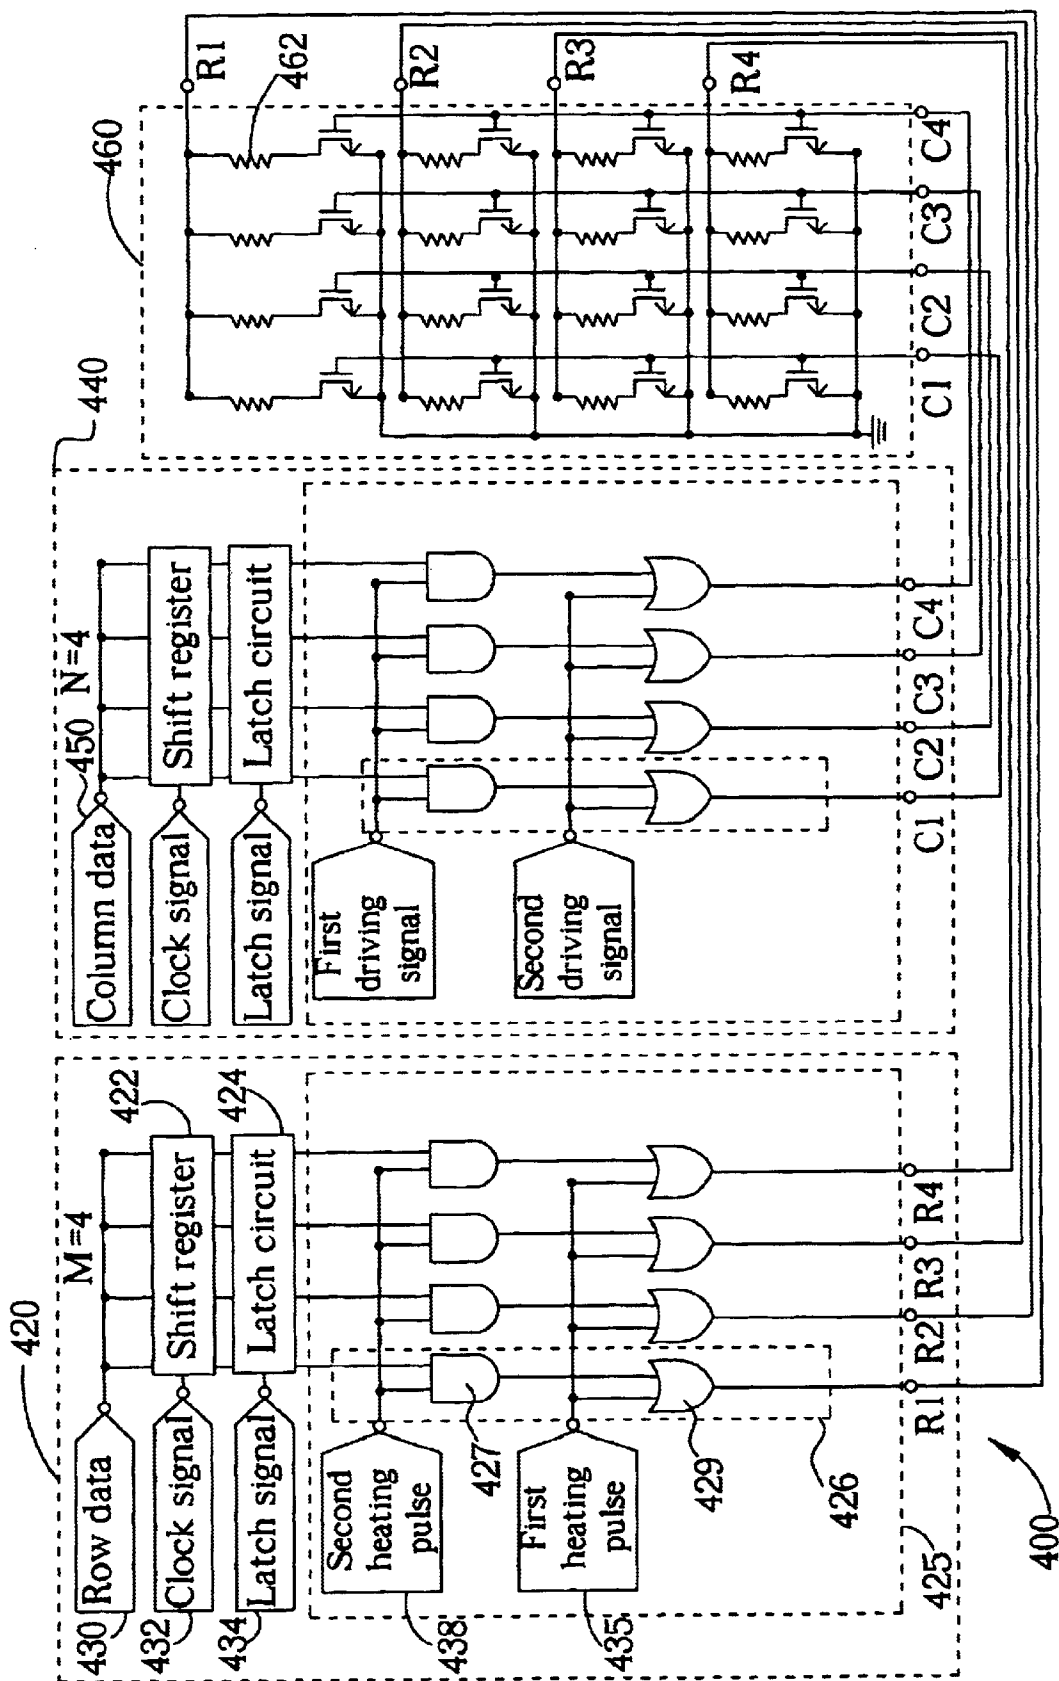 420
M=4
430
Row data
432
Clock signal
Shift register
422
434
Latch signal
Latch circuit
424
438
Second
heating
pulse
427
435
First
heating
pulse
429
426
425
R1
R2
R3
R4
400
440
N=4
450
Column data
Clock signal
Shift register
Latch signal
Latch circuit
First
driving
signal
Second
driving
signal
C1
C2
C3
C4
460
462
R1
R2
R3
R4
C1
C2
C3
C4